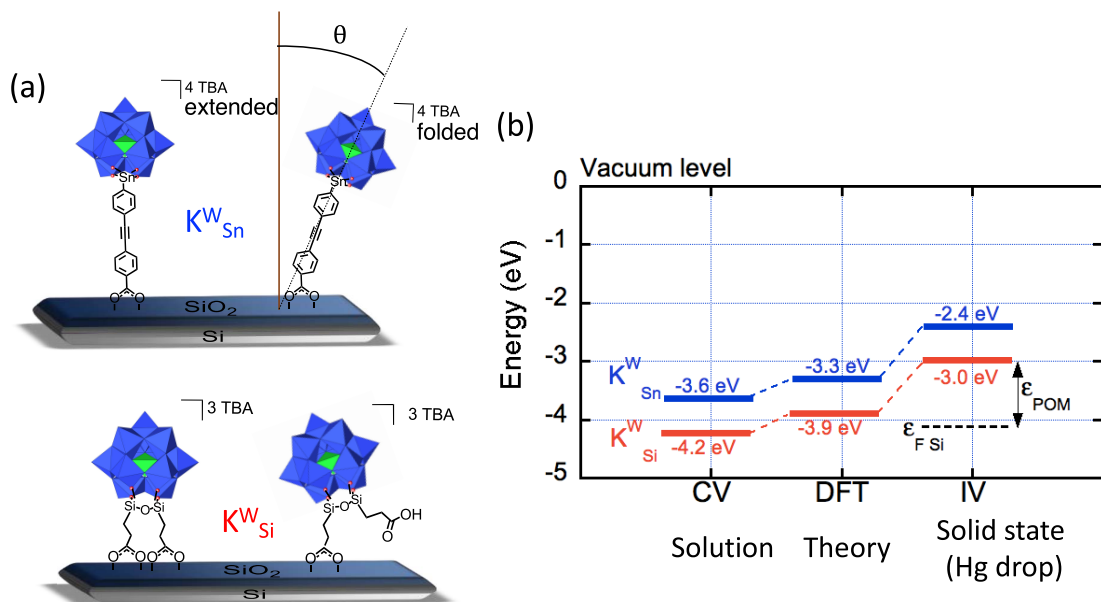 (a)
θ
4 TBA
extended
4 TBA
folded
Sn
Sn
K^W_Sn
O O
O O
SiO2
Si
3 TBA
3 TBA
Si O Si
Si O Si
K^W_Si
OH
O
O O O O
O O
SiO2
Si
(b)
Vacuum level
0
-1
-2
-3
-4
-5
Energy (eV)
K^W_Sn
-3.6 eV
-3.3 eV
-2.4 eV
K^W_Si
-4.2 eV
-3.9 eV
-3.0 eV
ε_POM
ε_F Si
CV
DFT
IV
Solution
Theory
Solid state
(Hg drop)